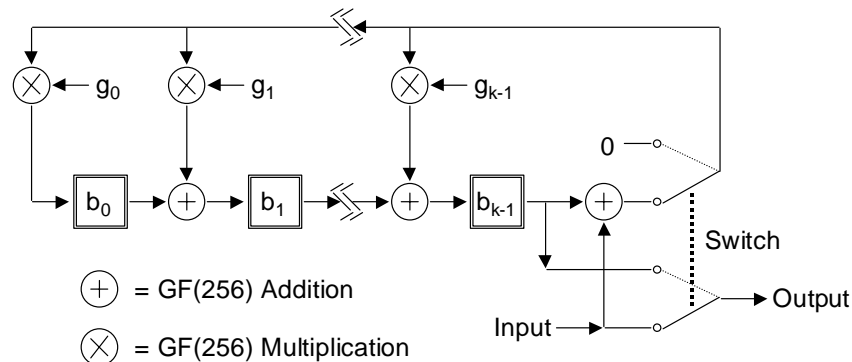 g0
g1
gk-1
0
b0
b1
bk-1
Switch
+ = GF(256) Addition
Output
Input
× = GF(256) Multiplication